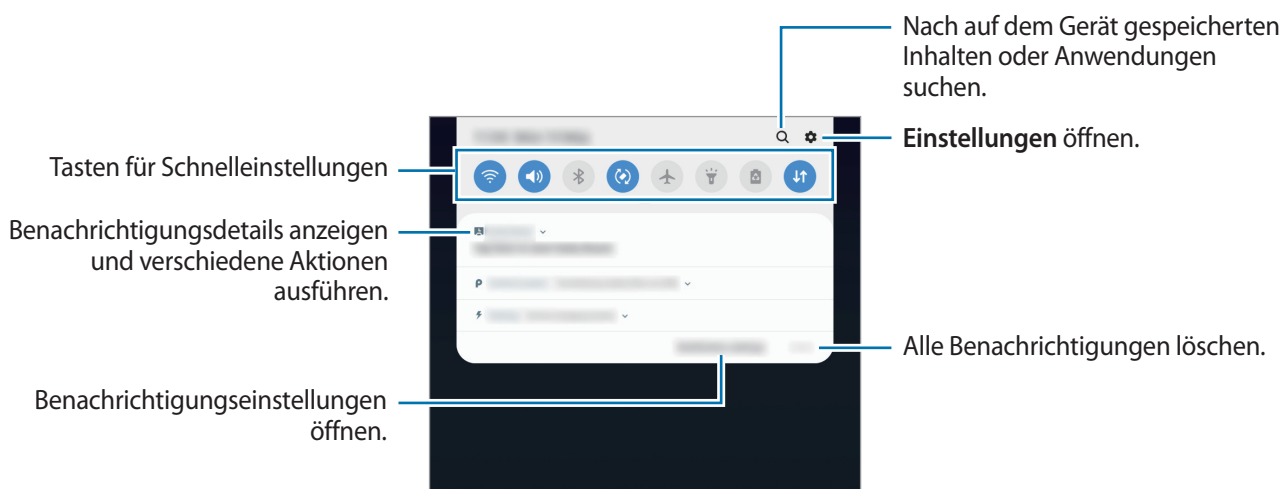 Nach auf dem Gerät gespeicherten
Inhalten oder Anwendungen
suchen.
Einstellungen öffnen.
Tasten für Schnelleinstellungen
Benachrichtigungsdetails anzeigen
und verschiedene Aktionen
ausführen.
Alle Benachrichtigungen löschen.
Benachrichtigungseinstellungen
öffnen.